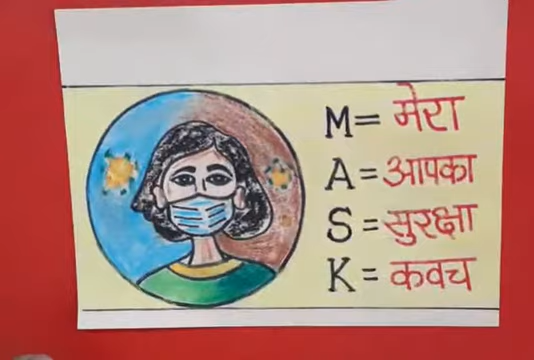 M= मेरा
A=आपका
S=सुरक्षा
K= कवच